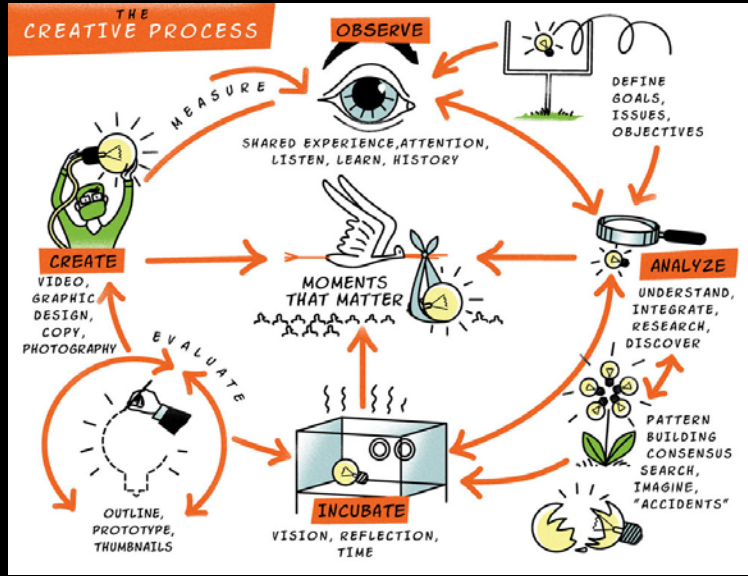 THE
CREATIVE PROCESS
OBSERVE
MEASURE
SHARED EXPERIENCE, ATTENTION,
LISTEN, LEARN, HISTORY
DEFINE
GOALS,
ISSUES,
OBJECTIVES
CREATE
VIDEO,
GRAPHIC
DESIGN,
COPY,
PHOTOGRAPHY
MOMENTS
THAT MATTER
ANALYZE
UNDERSTAND,
INTEGRATE,
RESEARCH,
DISCOVER
EVALUATE
OUTLINE,
PROTOTYPE,
THUMBNAILS
INCUBATE
VISION, REFLECTION,
TIME
PATTERN
BUILDING
CONSENSUS
SEARCH,
IMAGINE,
"ACCIDENTS"